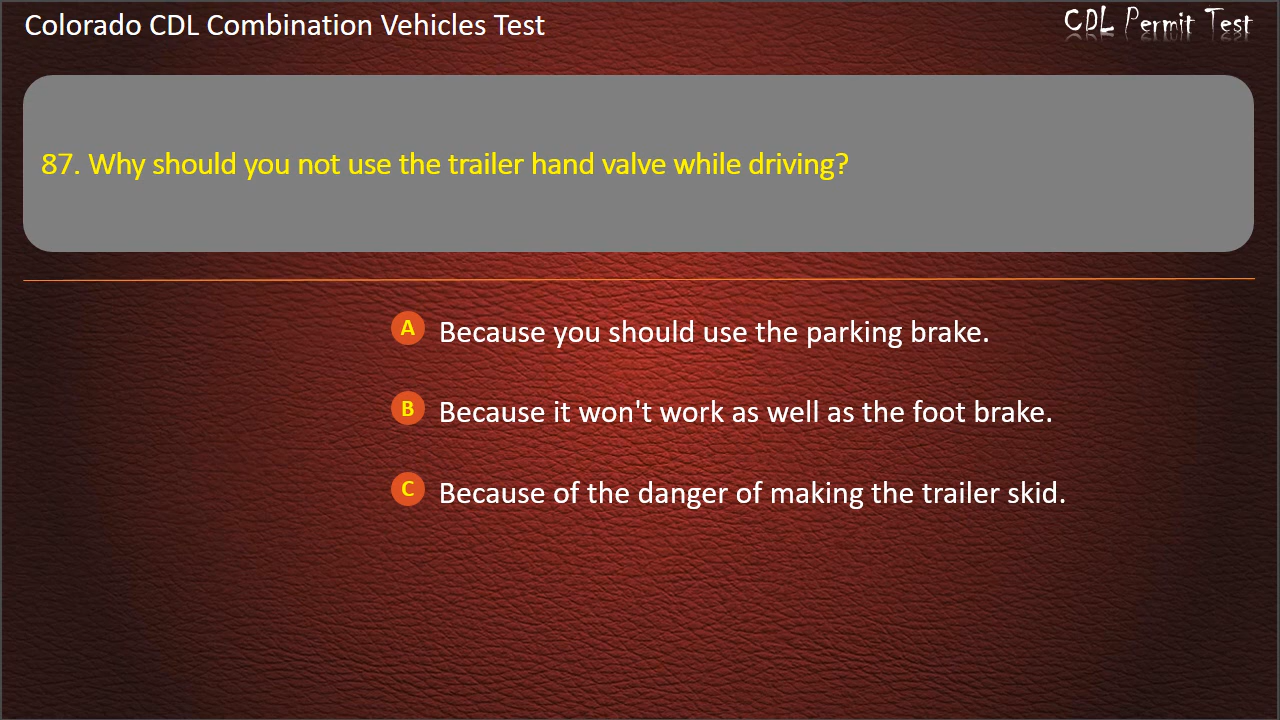 Colorado CDL Combination Vehicles Test
CDL Permit Test
87. Why should you not use the trailer hand valve while driving?
A Because you should use the parking brake.
B Because it won't work as well as the foot brake.
C Because of the danger of making the trailer skid.